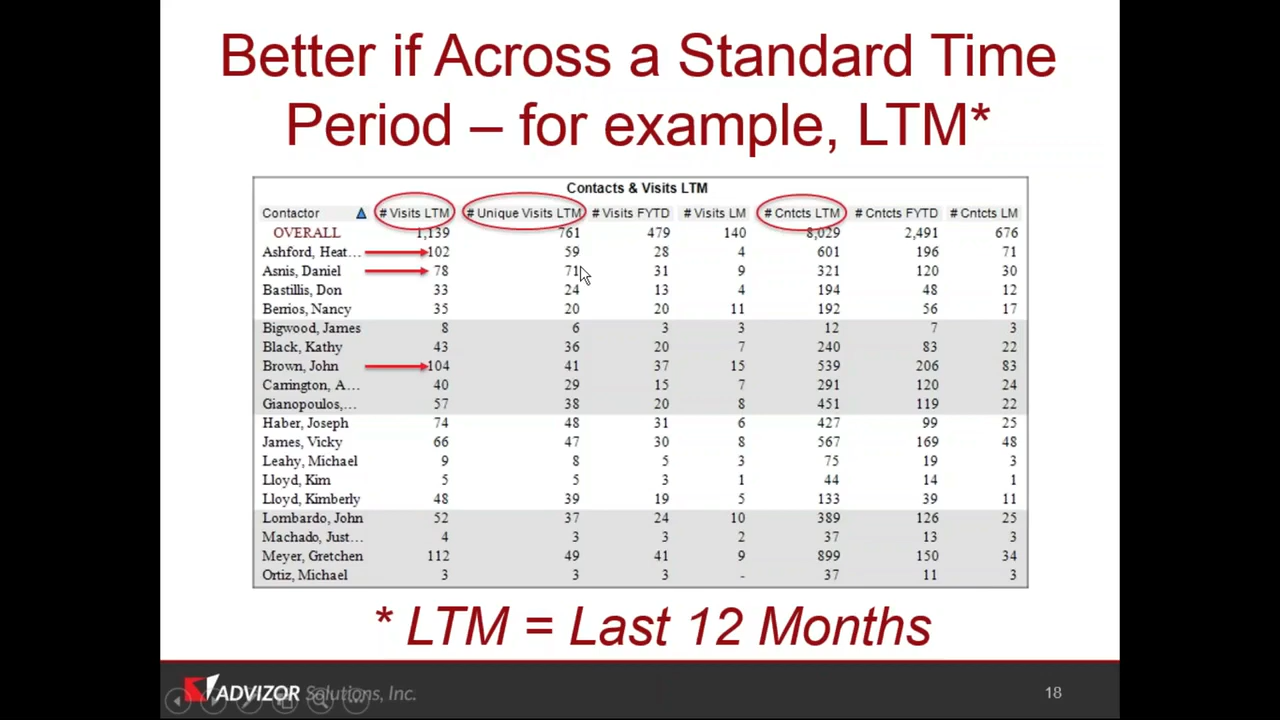 Better if Across a Standard Time
Period – for example, LTM*
Contacts & Visits LTM
Contactor # Visits LTM # Unique Visits LTM # Visits FYTD # Visits LM # Cntcts LTM # Cntcts FYTD # Cntcts LM
OVERALL 1,139 761 479 140 8,029 2,491 676
Ashford, Heat... 102 59 28 4 601 196 71
Asnis, Daniel 78 71 31 9 321 120 30
Bastillis, Don 33 24 13 4 194 48 12
Berrios, Nancy 35 20 20 11 192 56 17
Bigwood, James 8 6 3 3 12 7 3
Black, Kathy 43 36 20 7 240 83 22
Brown, John 104 41 37 15 539 206 83
Carrington, A... 40 29 15 7 291 120 24
Gianopoulos,... 57 38 20 8 451 119 22
Haber, Joseph 74 48 31 6 427 99 25
James, Vicky 66 47 30 8 567 169 48
Leahy, Michael 9 8 5 3 75 19 3
Lloyd, Kim 5 5 3 1 44 14 1
Lloyd, Kimberly 48 39 19 5 133 39 11
Lombardo, John 52 37 24 10 389 126 25
Machado, Just... 4 3 3 2 37 13 3
Meyer, Gretchen 112 49 41 9 899 150 34
Ortiz, Michael 3 3 3 - 37 11 3
* LTM = Last 12 Months
ADVIZOR Solutions, Inc.
18